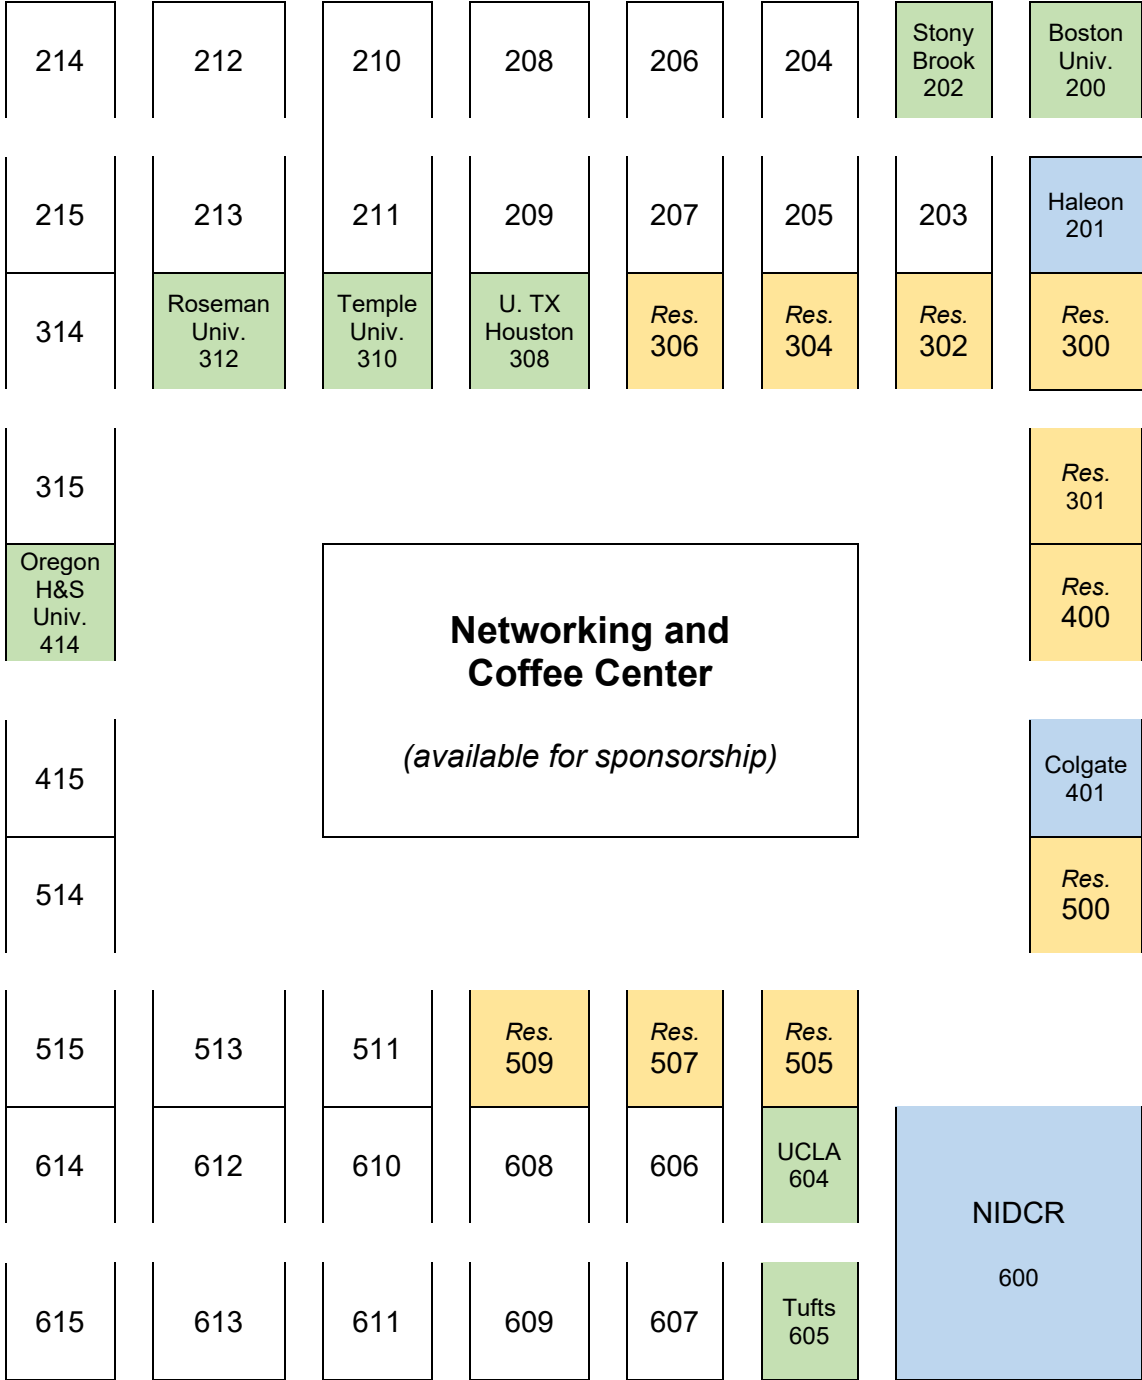 214
212
210
208
206
204
Stony
Brook
202
Boston
Univ.
200
215
213
211
209
207
205
203
Haleon
201
314
Roseman
Univ.
312
Temple
Univ.
310
U. TX
Houston
308
Res.
306
Res.
304
Res.
302
Res.
300
315
Res.
301
Oregon
H&S
Univ.
414
Networking and
Coffee Center
(available for sponsorship)
Res.
400
415
Colgate
401
514
Res.
500
515
513
511
Res.
509
Res.
507
Res.
505
614
612
610
608
606
UCLA
604
NIDCR
600
615
613
611
609
607
Tufts
605